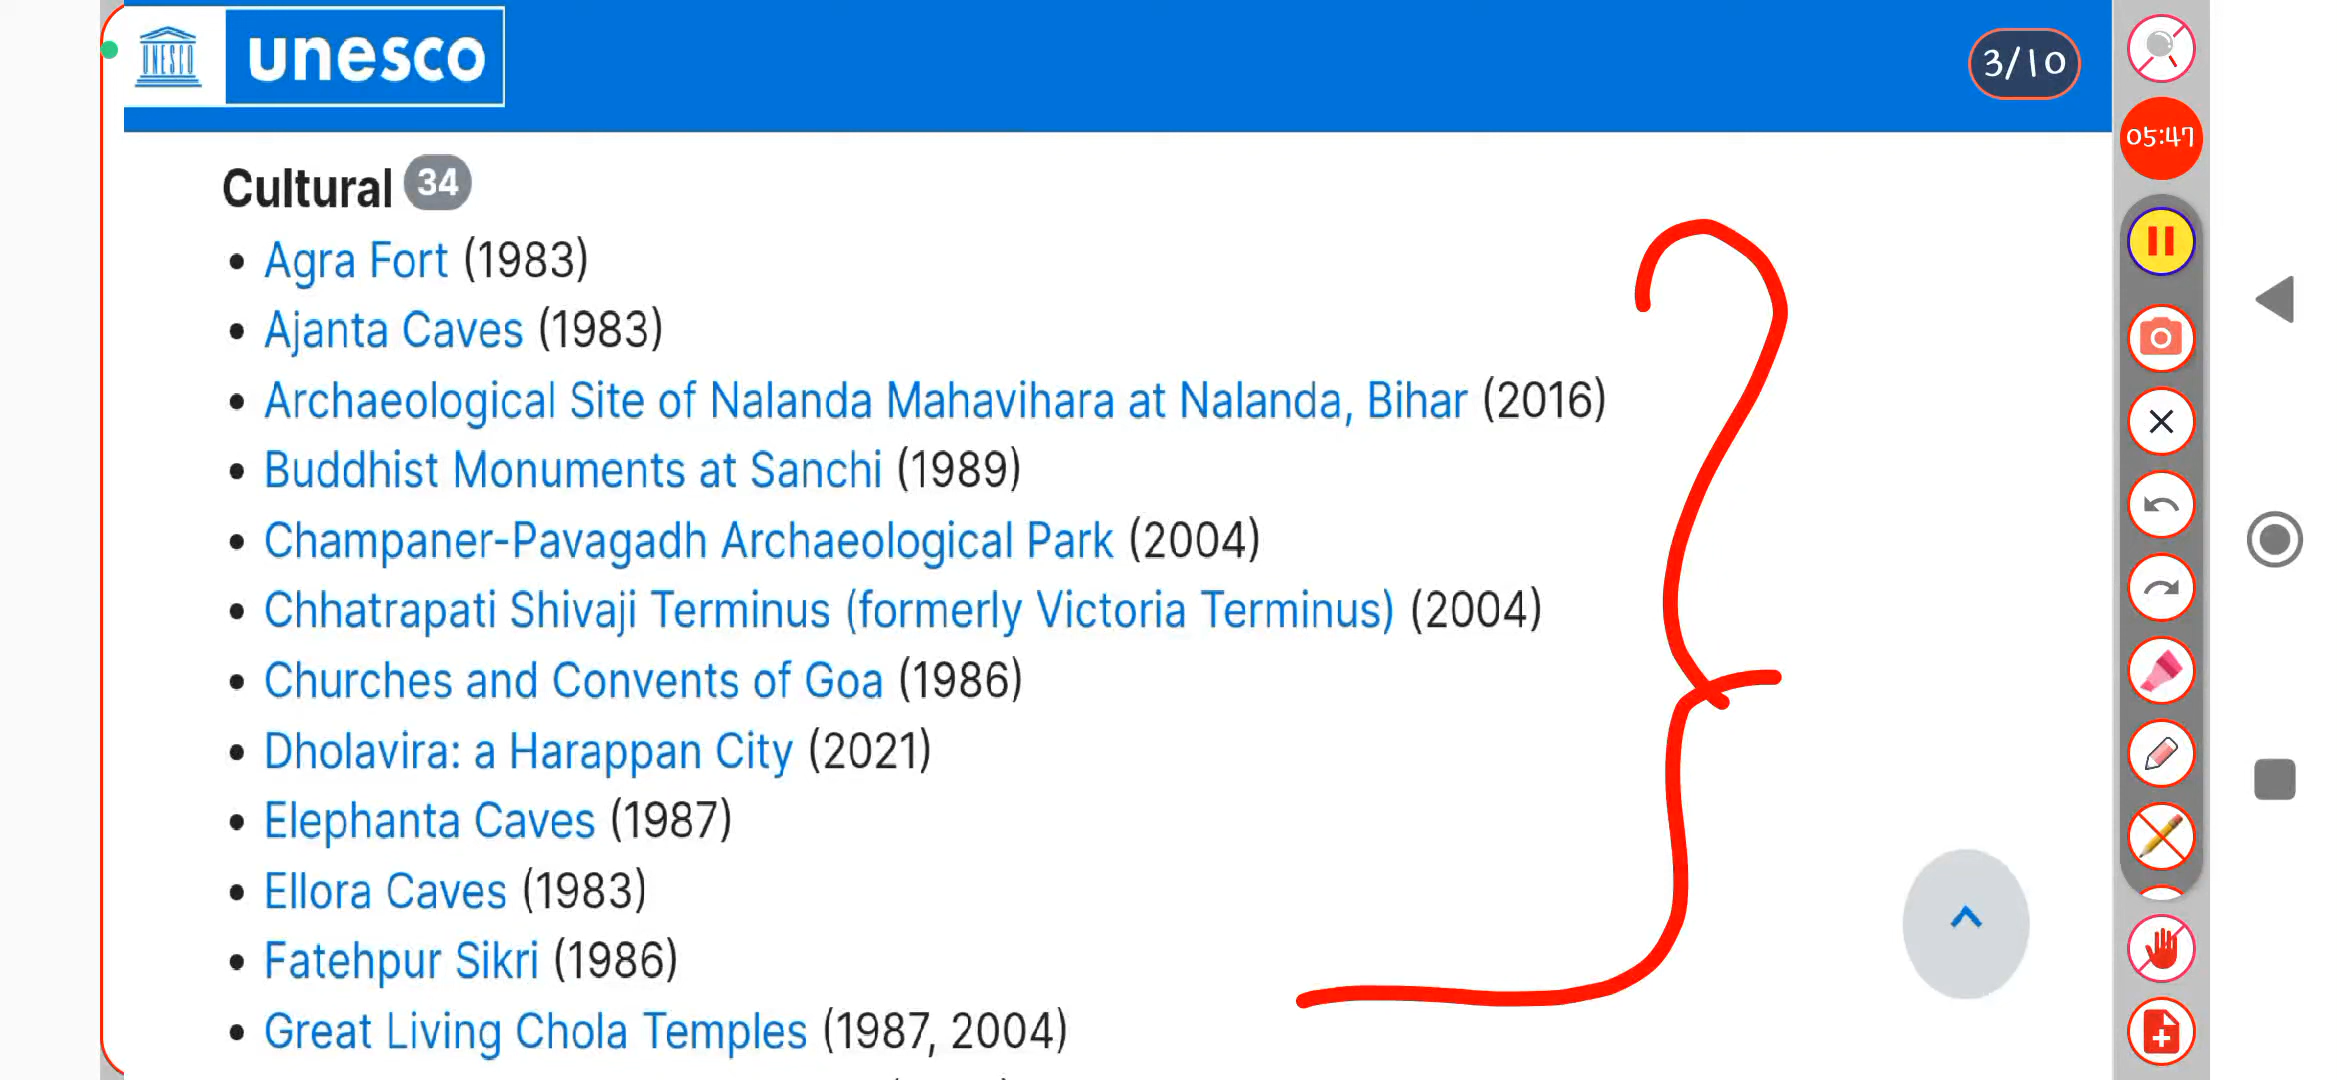 UNESCO
unesco
3/10
05:47
Cultural 34
• Agra Fort (1983)
• Ajanta Caves (1983)
• Archaeological Site of Nalanda Mahavihara at Nalanda, Bihar (2016)
• Buddhist Monuments at Sanchi (1989)
• Champaner-Pavagadh Archaeological Park (2004)
• Chhatrapati Shivaji Terminus (formerly Victoria Terminus) (2004)
• Churches and Convents of Goa (1986)
• Dholavira: a Harappan City (2021)
• Elephanta Caves (1987)
• Ellora Caves (1983)
• Fatehpur Sikri (1986)
• Great Living Chola Temples (1987, 2004)